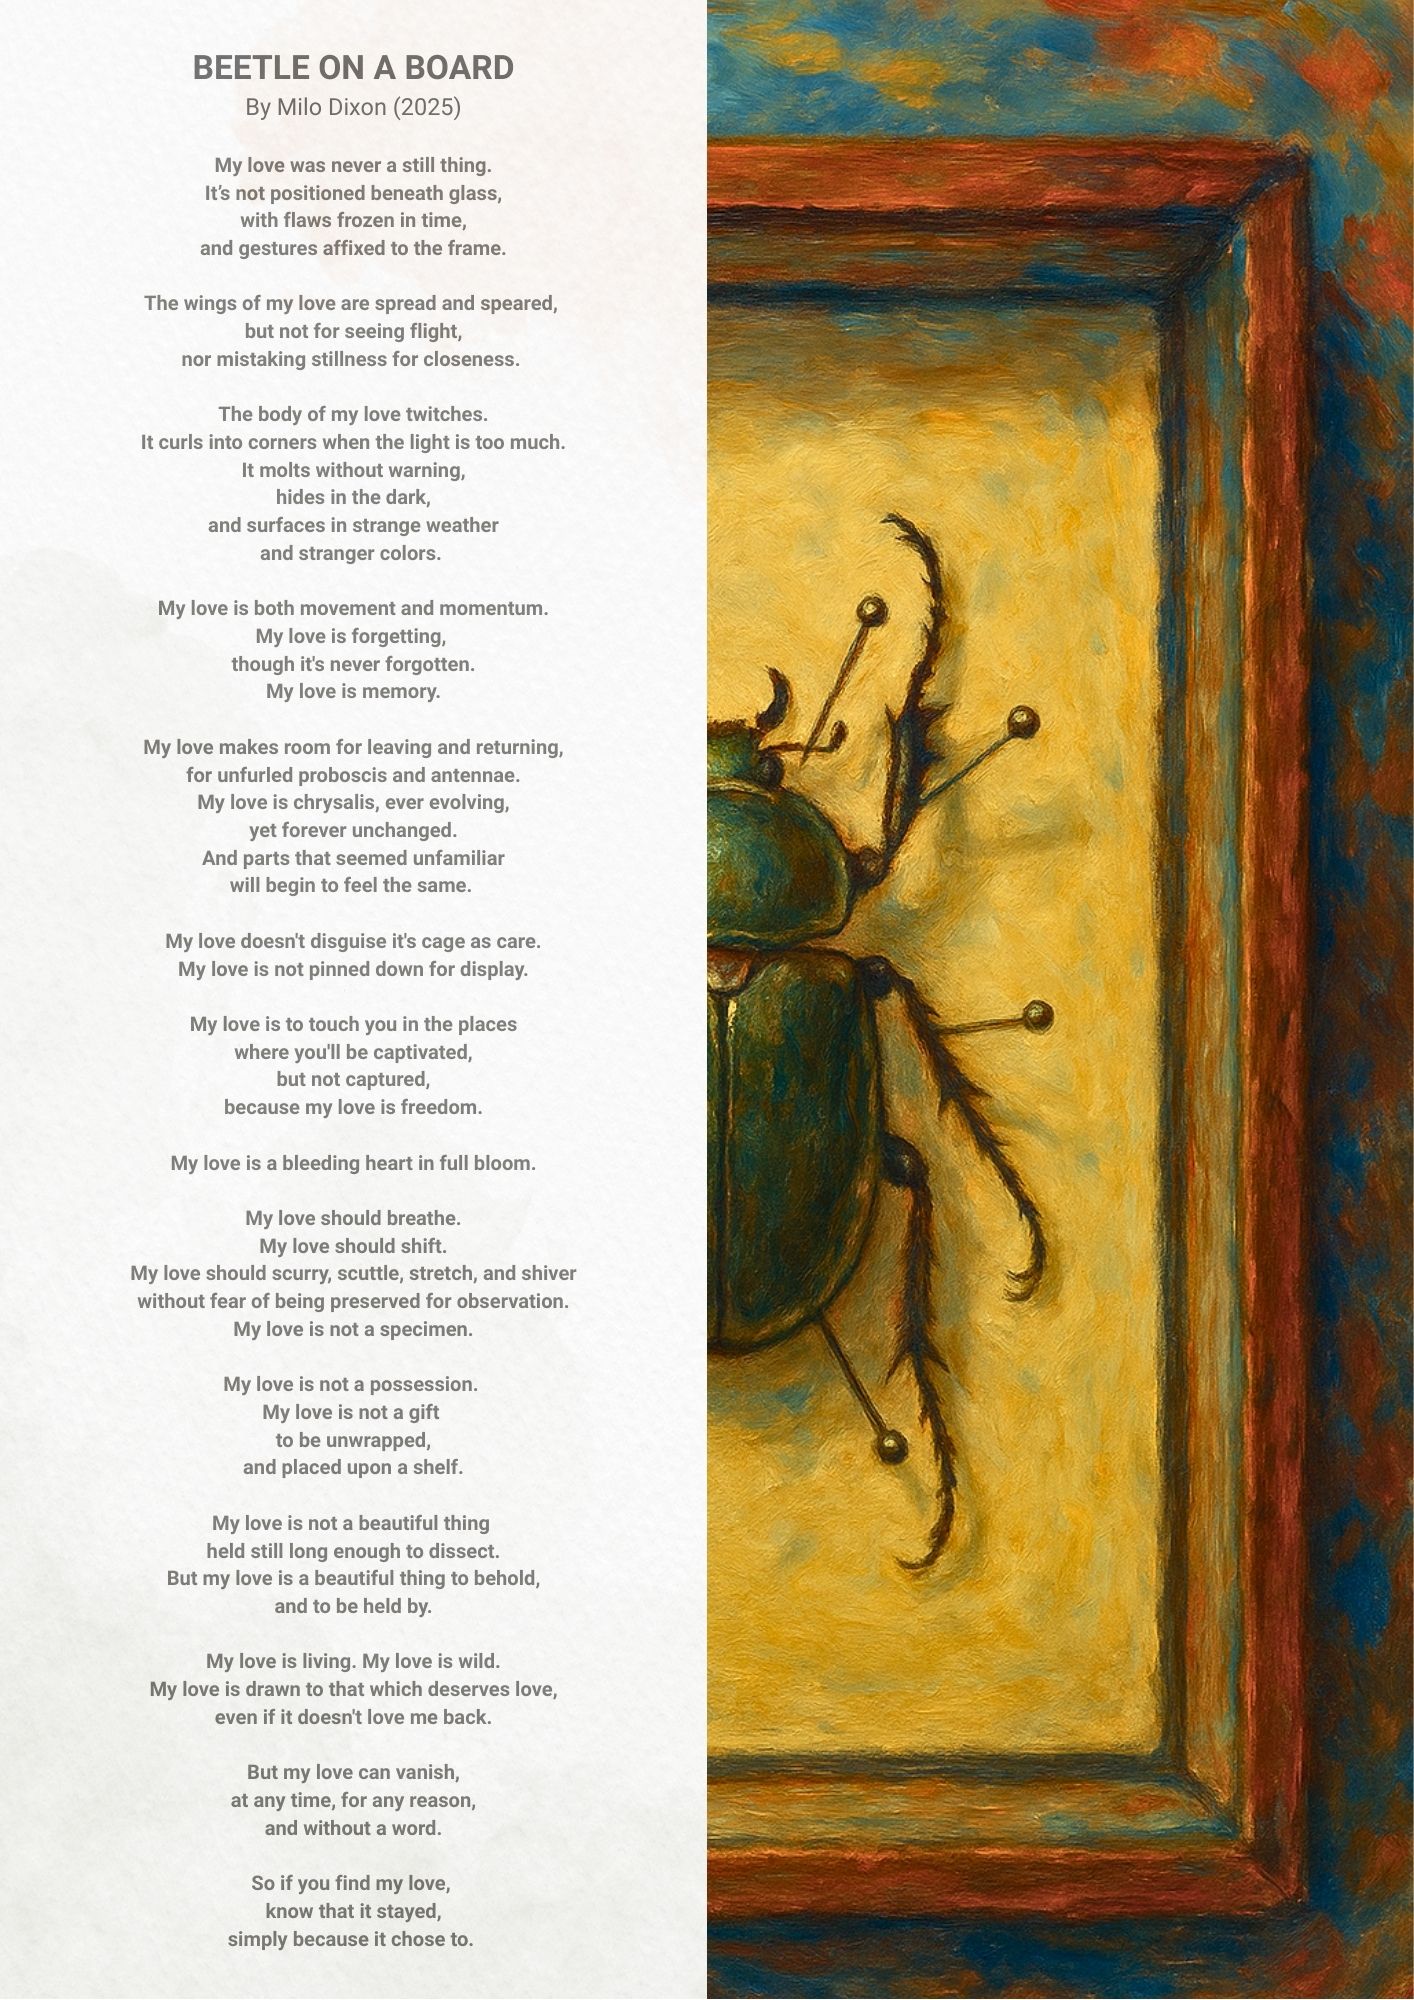 BEETLE ON A BOARD
By Milo Dixon (2025)
My love was never a still thing.
It’s not positioned beneath glass,
with flaws frozen in time,
and gestures affixed to the frame.
The wings of my love are spread and speared,
but not for seeing flight,
nor mistaking stillness for closeness.
The body of my love twitches.
It curls into corners when the light is too much.
It molts without warning,
hides in the dark,
and surfaces in strange weather
and stranger colors.
My love is both movement and momentum.
My love is forgetting,
though it's never forgotten.
My love is memory.
My love makes room for leaving and returning,
for unfurled proboscis and antennae.
My love is chrysalis, ever evolving,
yet forever unchanged.
And parts that seemed unfamiliar
will begin to feel the same.
My love doesn't disguise it's cage as care.
My love is not pinned down for display.
My love is to touch you in the places
where you'll be captivated,
but not captured,
because my love is freedom.
My love is a bleeding heart in full bloom.
My love should breathe.
My love should shift.
My love should scurry, scuttle, stretch, and shiver
without fear of being preserved for observation.
My love is not a specimen.
My love is not a possession.
My love is not a gift
to be unwrapped,
and placed upon a shelf.
My love is not a beautiful thing
held still long enough to dissect.
But my love is a beautiful thing to behold,
and to be held by.
My love is living. My love is wild.
My love is drawn to that which deserves love,
even if it doesn't love me back.
But my love can vanish,
at any time, for any reason,
and without a word.
So if you find my love,
know that it stayed,
simply because it chose to.